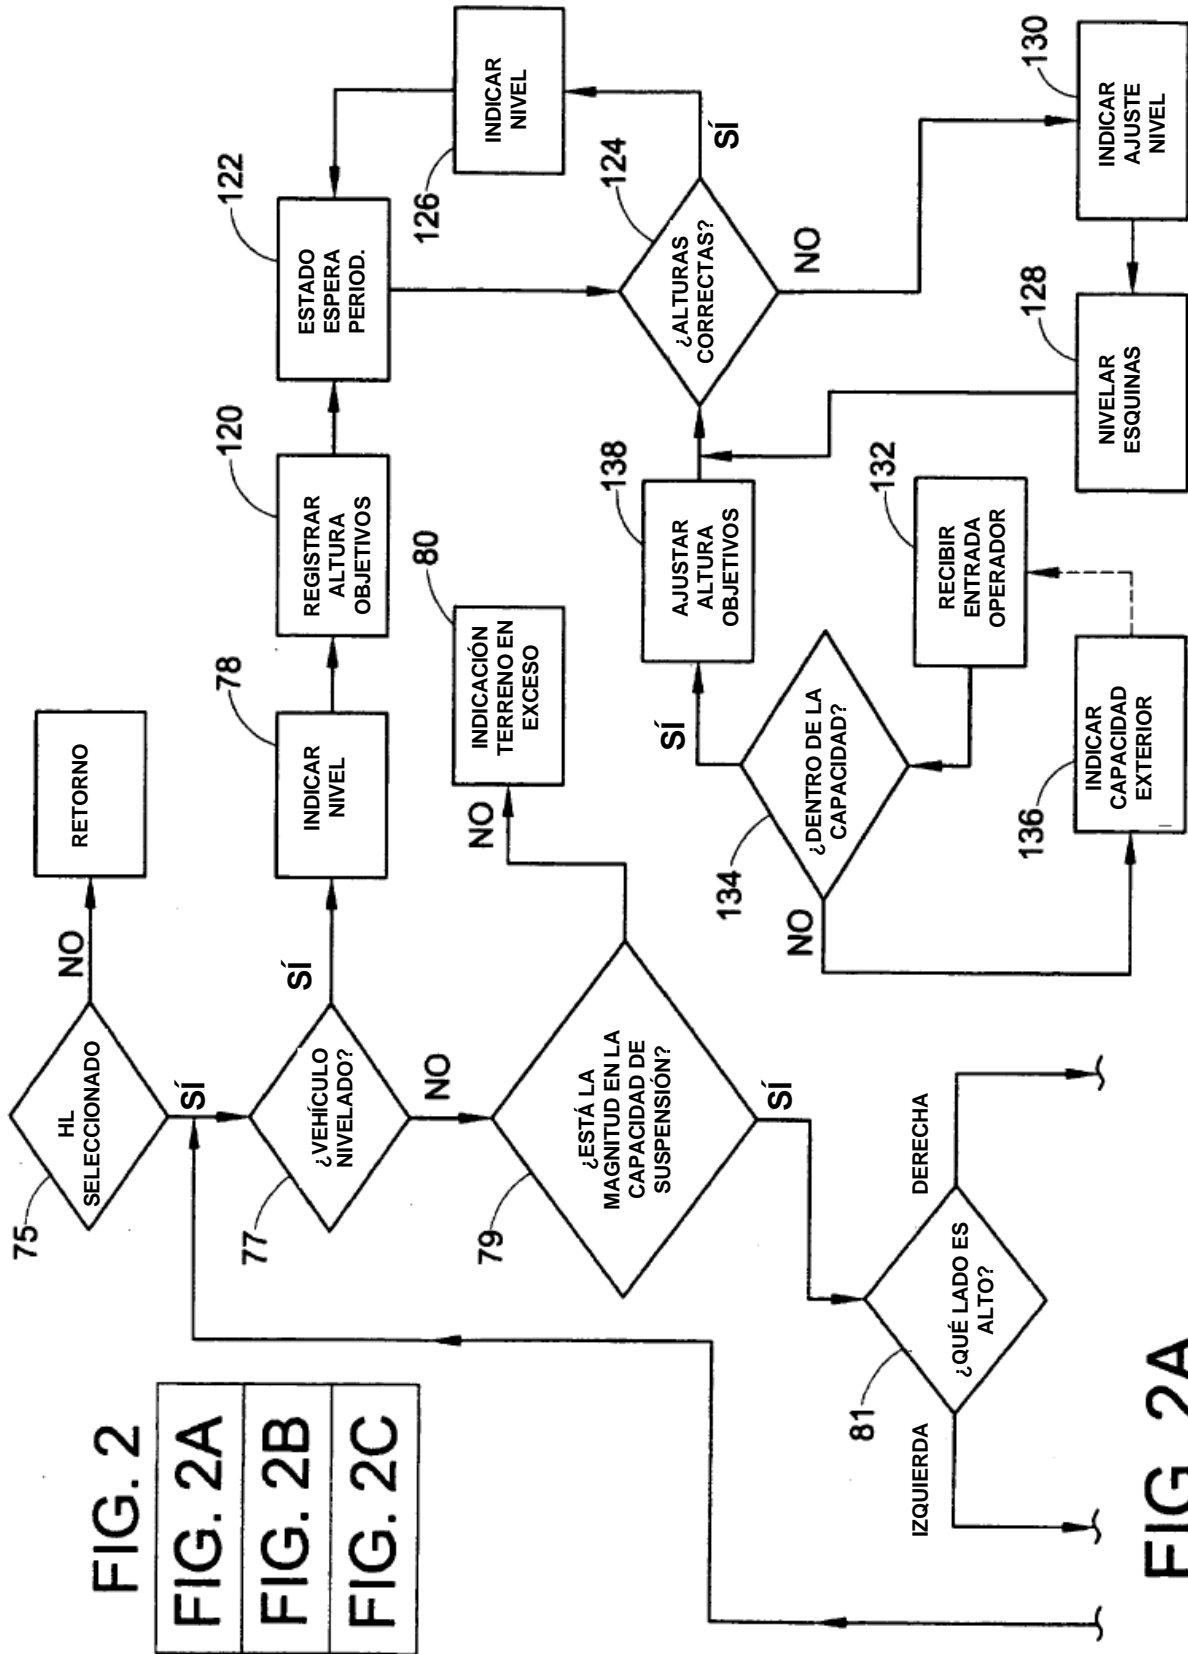 FIG. 2
FIG. 2A
FIG. 2B
FIG. 2C
75
HL
SELECCIONADO
NO
RETORNO
SÍ
77
¿VEHÍCULO
NIVELADO?
SÍ
78
INDICAR
NIVEL
120
REGISTRAR
ALTURA
OBJETIVOS
122
ESTADO
ESPERA
PERIOD.
126
INDICAR
NIVEL
NO
79
¿ESTÁ LA
MAGNITUD EN LA
CAPACIDAD DE
SUSPENSIÓN?
NO
80
INDICACIÓN
TERRENO EN
EXCESO
SÍ
124
¿ALTURAS
CORRECTAS?
SÍ
NO
138
AJUSTAR
ALTURA
OBJETIVOS
SÍ
134
¿DENTRO DE LA
CAPACIDAD?
NO
132
RECIBIR
ENTRADA
OPERADOR
136
INDICAR
CAPACIDAD
EXTERIOR
128
NIVELAR
ESQUINAS
130
INDICAR
AJUSTE
NIVEL
81
¿QUÉ LADO ES
ALTO?
IZQUIERDA
DERECHA
FIG. 2A